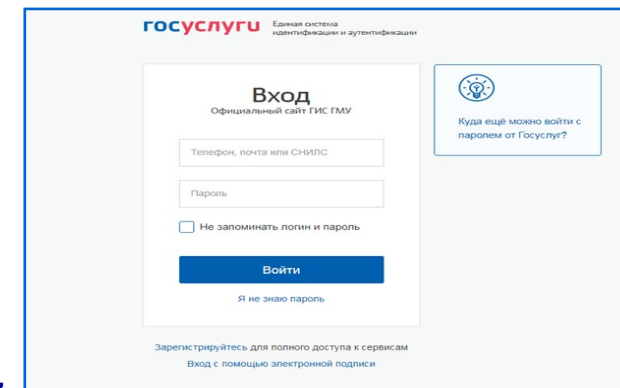 госуслуги
Единая система
идентификации и аутентификации
Вход
Официальный сайт ГИС ГМУ
Телефон, почта или СНИЛС
Пароль
Не запоминать логин и пароль
Войти
Я не знаю пароль
Куда ещё можно войти с
паролем от Госуслуг?
Зарегистрируйтесь для полного доступа к сервисам
Вход с помощью электронной подписи